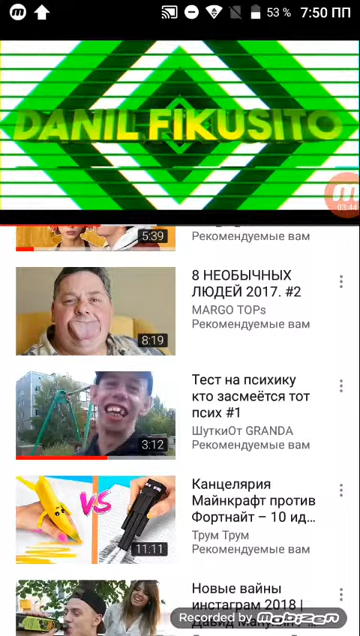 53 % 7:50 ПП
DANIL FIKUSITO
03:44
5:39
Рекомендуемые вам
8 НЕОБЫЧНЫХ
ЛЮДЕЙ 2017. #2
MARGO TOPs
Рекомендуемые вам
8:19
Тест на психику
кто засмеётся тот
псих #1
ШуткиОт GRANDA
Рекомендуемые вам
3:12
VS
Канцелярия
Майнкрафт против
Фортнайт – 10 ид...
Трум Трум
Рекомендуемые вам
11:11
Новые вайны
инстаграм 2018 |
Recorded by Mobizen